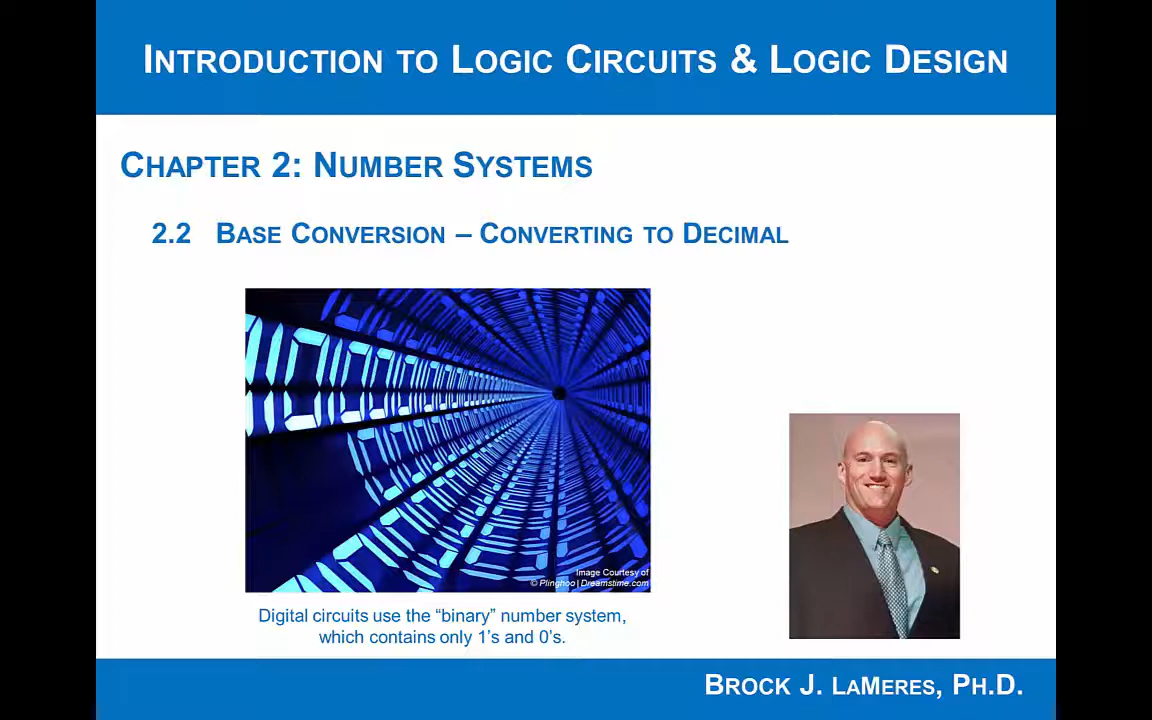 INTRODUCTION TO LOGIC CIRCUITS & LOGIC DESIGN
CHAPTER 2: NUMBER SYSTEMS
2.2 BASE CONVERSION – CONVERTING TO DECIMAL
Image Courtesy of
© Plinghoo | Dreamstime.com
Digital circuits use the “binary” number system,
which contains only 1’s and 0’s.
BROCK J. LAMERES, PH.D.